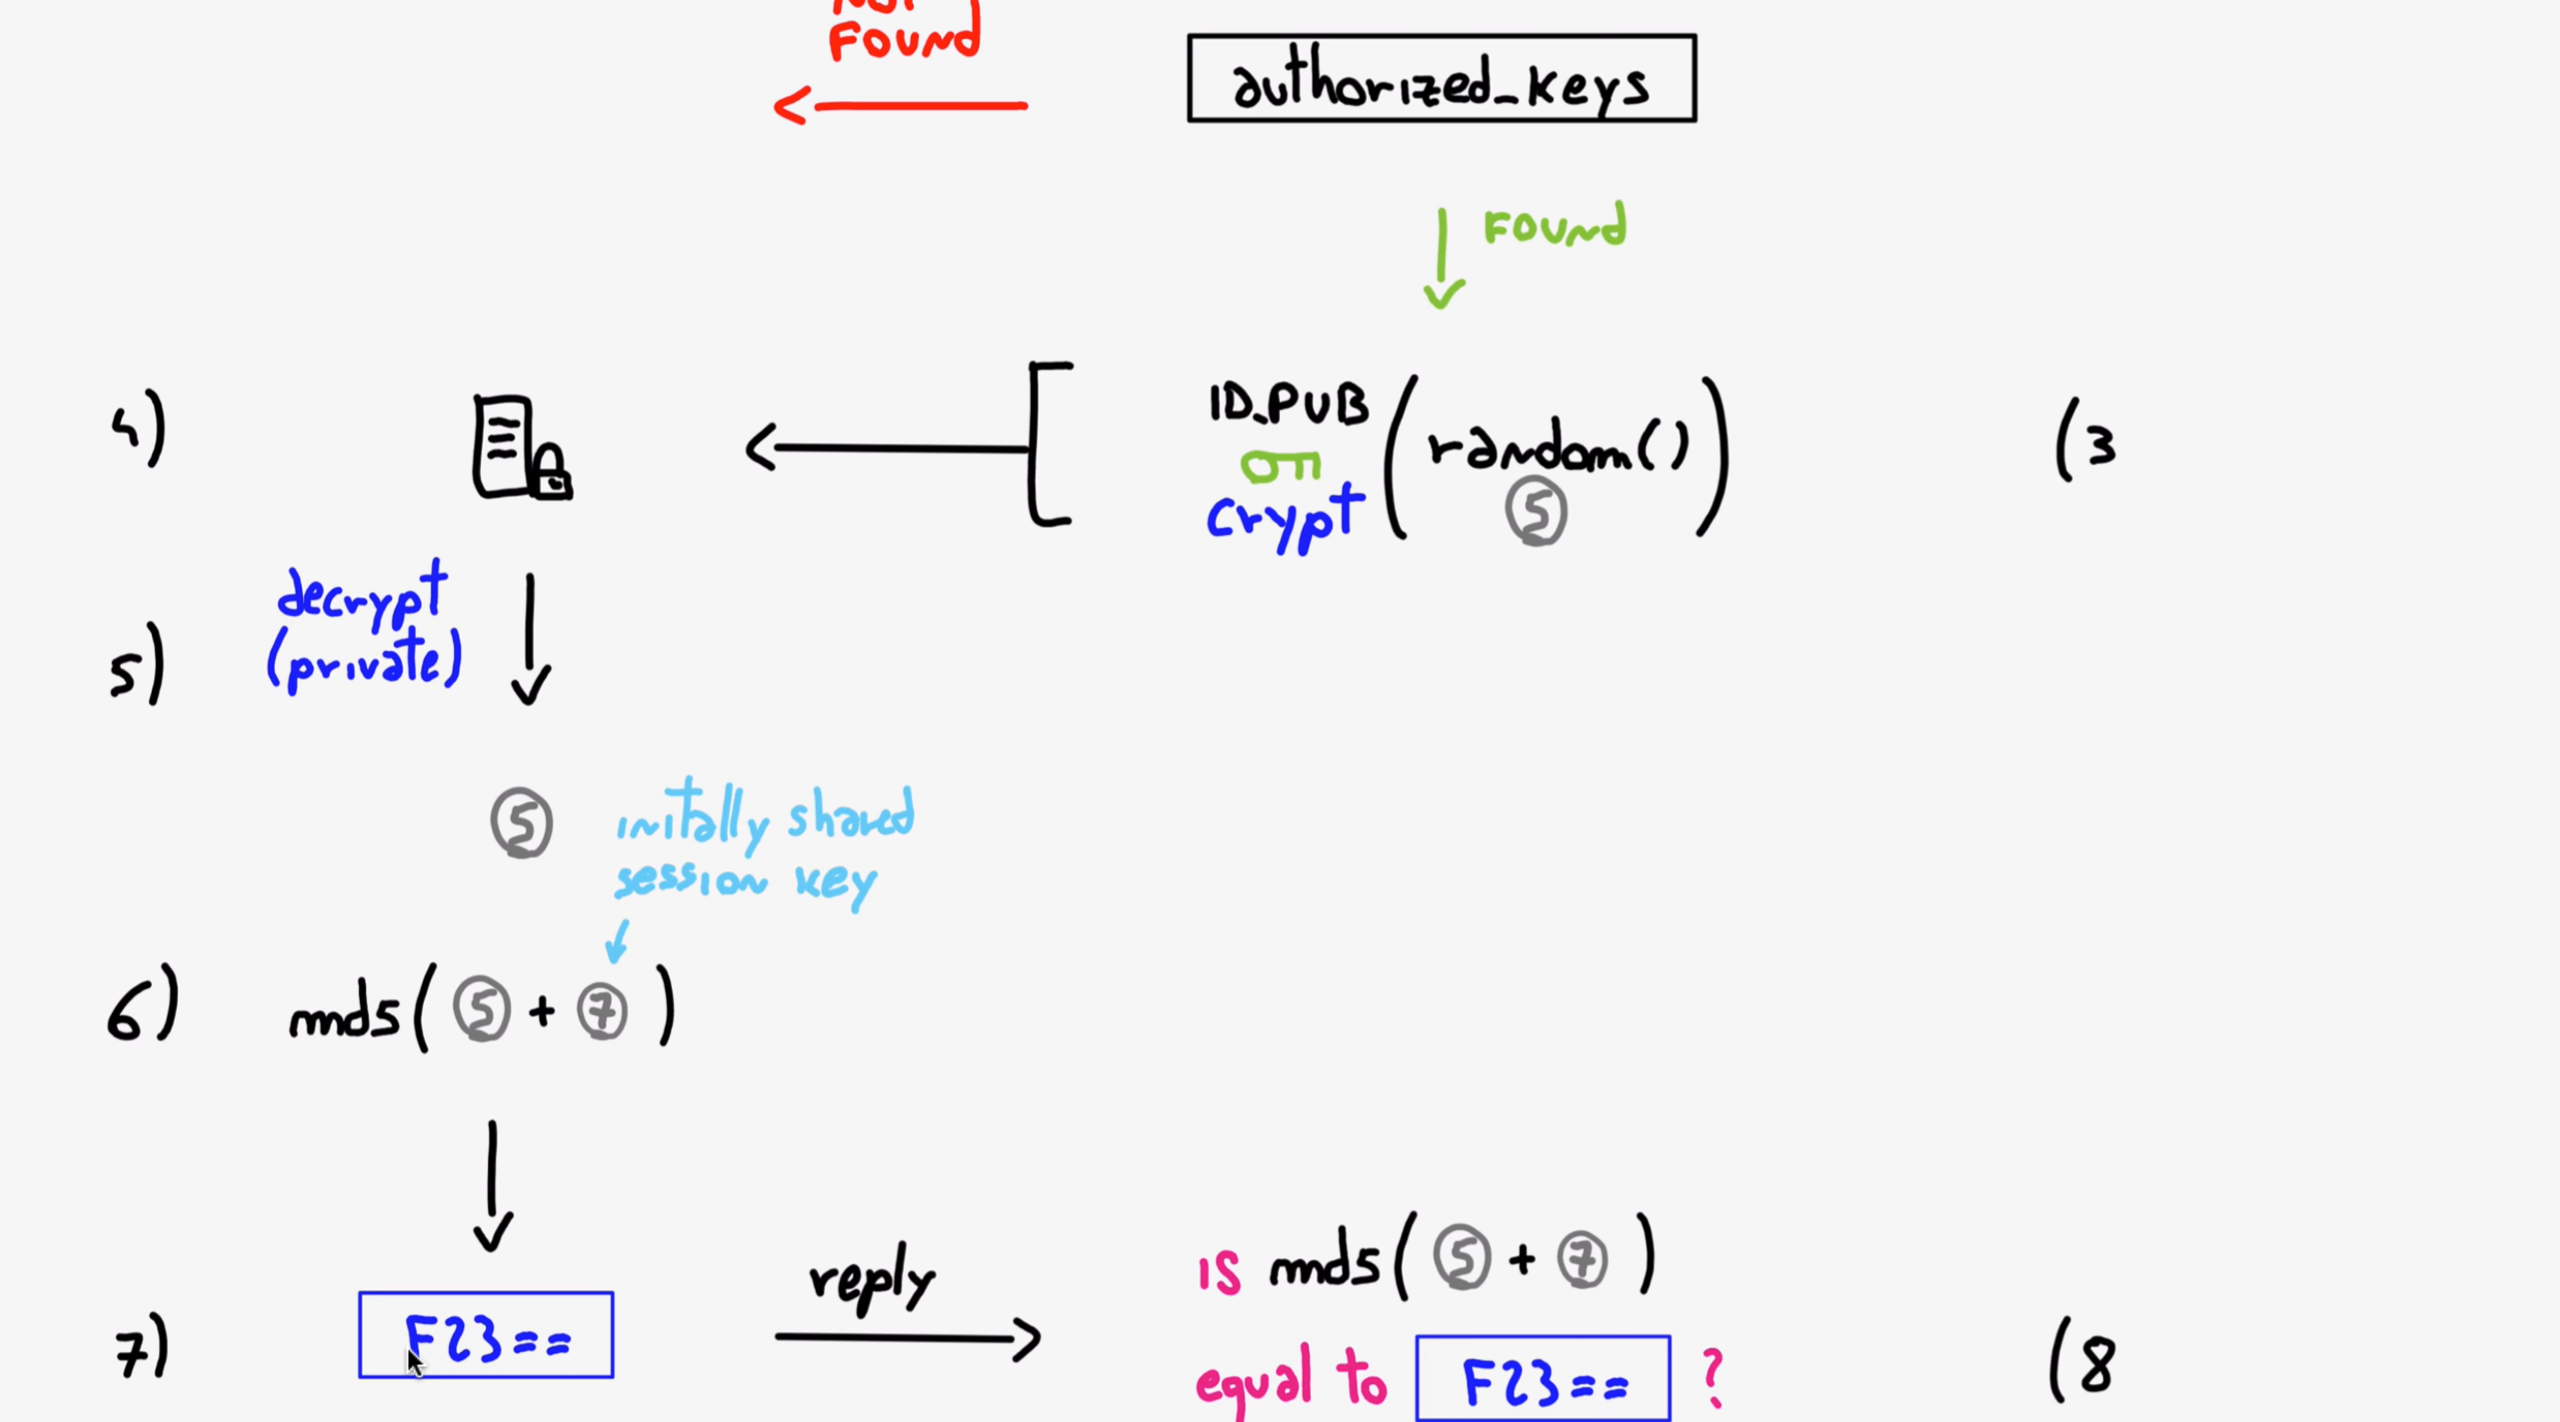 Not
Found
authorized_keys
Found
4)
ID.PUB
crypt
( random() )
5
(3
decrypt
(private)
5)
5
initally shared
session key
6)
md5( 5 + 7 )
7)
F23==
reply
is md5( 5 + 7 )
equal to F23== ?
(8